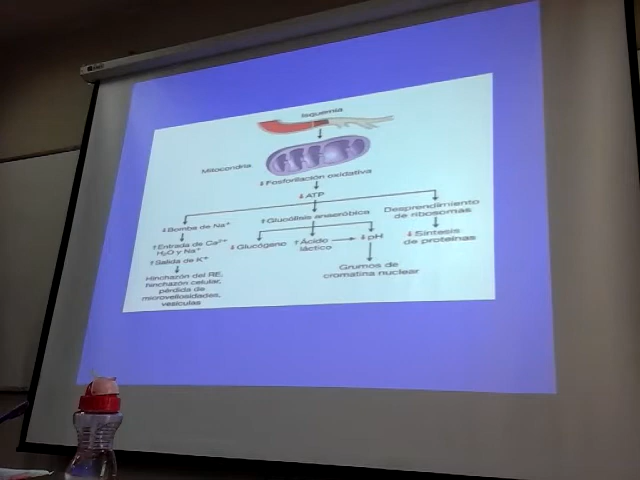 Isquemia
Mitocondria
↓ Fosforilación oxidativa
↓ ATP
↓ Bomba de Na⁺
↑ Glucólisis anaeróbica
Desprendimiento
de ribosomas
↑ Entrada de Ca²⁺
H₂O y Na⁺
↑ Salida de K⁺
↓ Glucógeno
↑ Ácido
láctico
↓ pH
↓ Síntesis
de proteínas
Hinchazón del RE,
hinchazón celular,
pérdida de
microvellosidades,
vesículas
Grumos de
cromatina nuclear